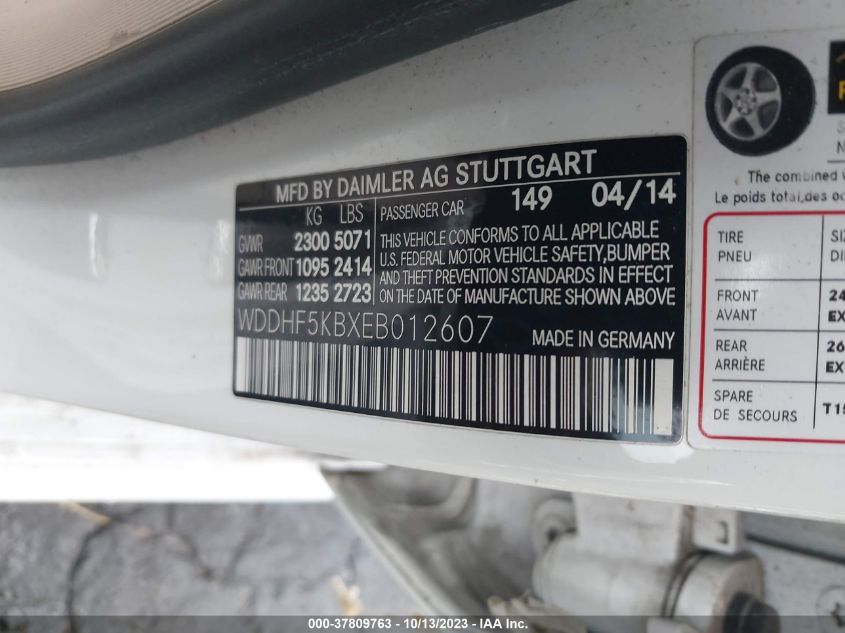 MFD BY DAIMLER AG STUTTGART
KG LBS
GVWR 2300 5071
GAWR FRONT 1095 2414
GAWR REAR 1235 2723
PASSENGER CAR 149 04/14
THIS VEHICLE CONFORMS TO ALL APPLICABLE
U.S. FEDERAL MOTOR VEHICLE SAFETY,BUMPER
AND THEFT PREVENTION STANDARDS IN EFFECT
ON THE DATE OF MANUFACTURE SHOWN ABOVE
WDDHF5KBXEB012607
MADE IN GERMANY
The combined
Le poids total,des
TIRE
PNEU
FRONT
AVANT
REAR
ARRIÈRE
SPARE
DE SECOURS
000-37809763 - 10/13/2023 - IAA Inc.